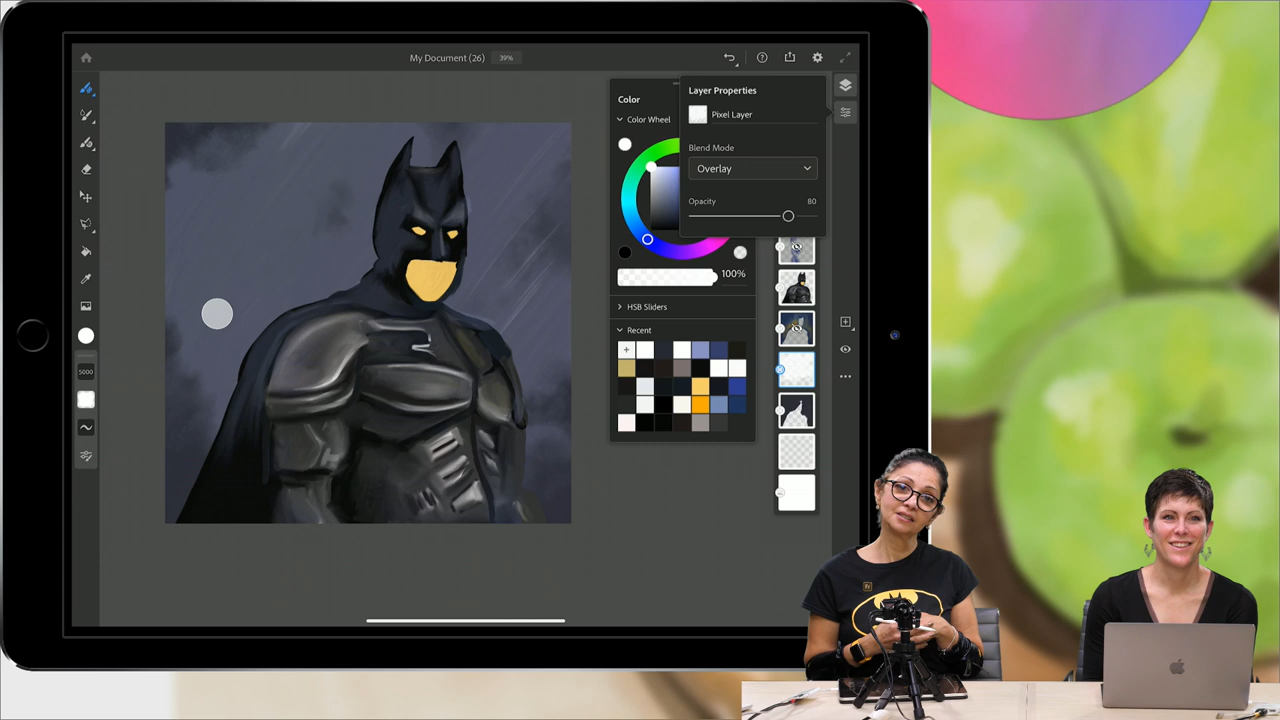 My Document (26)
39%
Color
Color Wheel
Layer Properties
Pixel Layer
Blend Mode
Overlay
Opacity
80
100%
HSB Sliders
Recent
5000
Fr